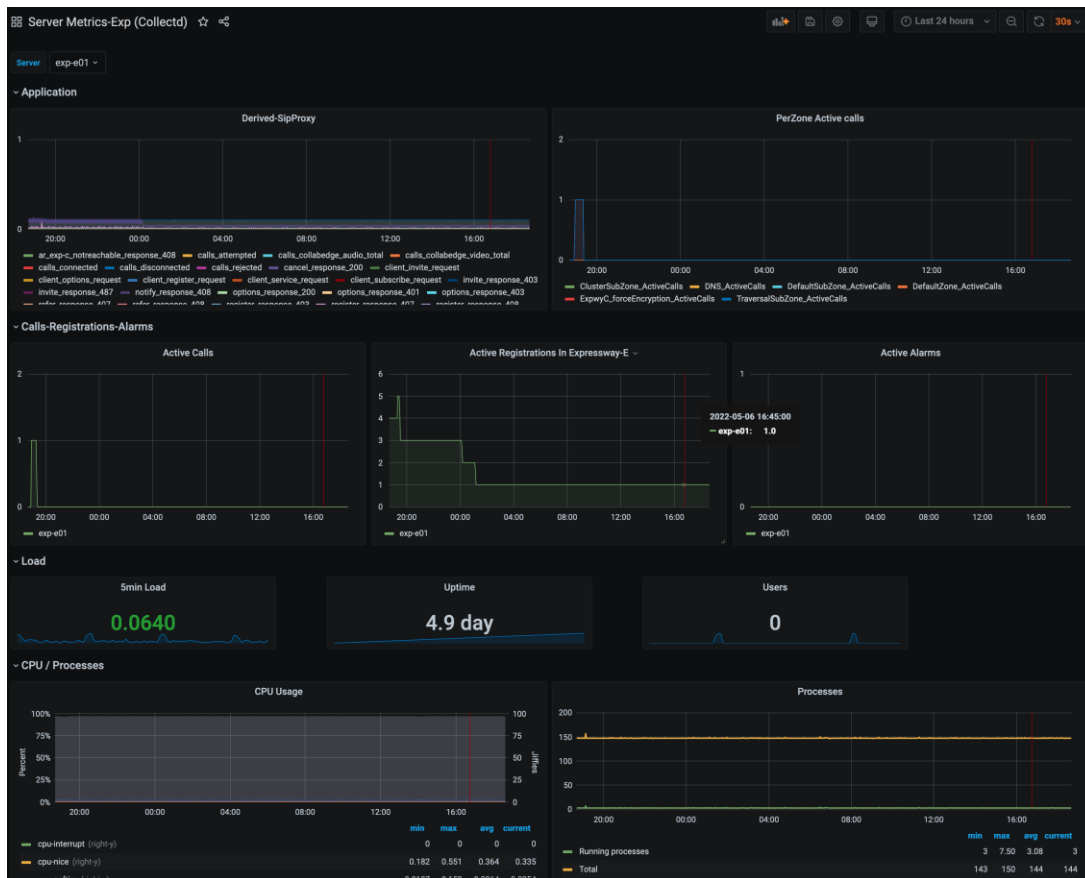 Server Metrics-Exp (Collectd)
Last 24 hours
30s
Server exp-e01
Application
Derived-SipProxy
1
0
20:00 00:00 04:00 08:00 12:00 16:00
ar_exp-c_notreachable_response_408 calls_attempted calls_collabedge_audio_total calls_collabedge_video_total
calls_connected calls_disconnected calls_rejected cancel_response_200 client_invite_request
client_options_request client_register_request client_service_request client_subscribe_request invite_response_403
invite_response_487 notify_response_408 options_response_200 options_response_401 options_response_403
refer_response_407 refer_response_408 register_response_403 register_response_407 register_response_408
PerZone Active calls
2
1
0
20:00 00:00 04:00 08:00 12:00 16:00
ClusterSubZone_ActiveCalls DNS_ActiveCalls DefaultSubZone_ActiveCalls DefaultZone_ActiveCalls
ExpwyC_forceEncryption_ActiveCalls TraversalSubZone_ActiveCalls
Calls-Registrations-Alarms
Active Calls
2
1
0
20:00 00:00 04:00 08:00 12:00 16:00
exp-e01
Active Registrations In Expressway-E
6
5
4
3
2
1
0
20:00 00:00 04:00 08:00 12:00 16:00
exp-e01
2022-05-06 16:45:00
exp-e01: 1.0
Active Alarms
1
0
20:00 00:00 04:00 08:00 12:00 16:00
exp-e01
Load
5min Load
0.0640
Uptime
4.9 day
Users
0
CPU / Processes
CPU Usage
100%
75%
50%
25%
0%
Percent
100
75
50
25
0
Jiffies
20:00 00:00 04:00 08:00 12:00 16:00
min max avg current
cpu-interrupt (right-y) 0 0 0 0
cpu-nice (right-y) 0.182 0.551 0.364 0.335
Processes
200
150
100
50
0
20:00 00:00 04:00 08:00 12:00 16:00
min max avg current
Running processes 3 7.50 3.08 3
Total 143 150 144 144